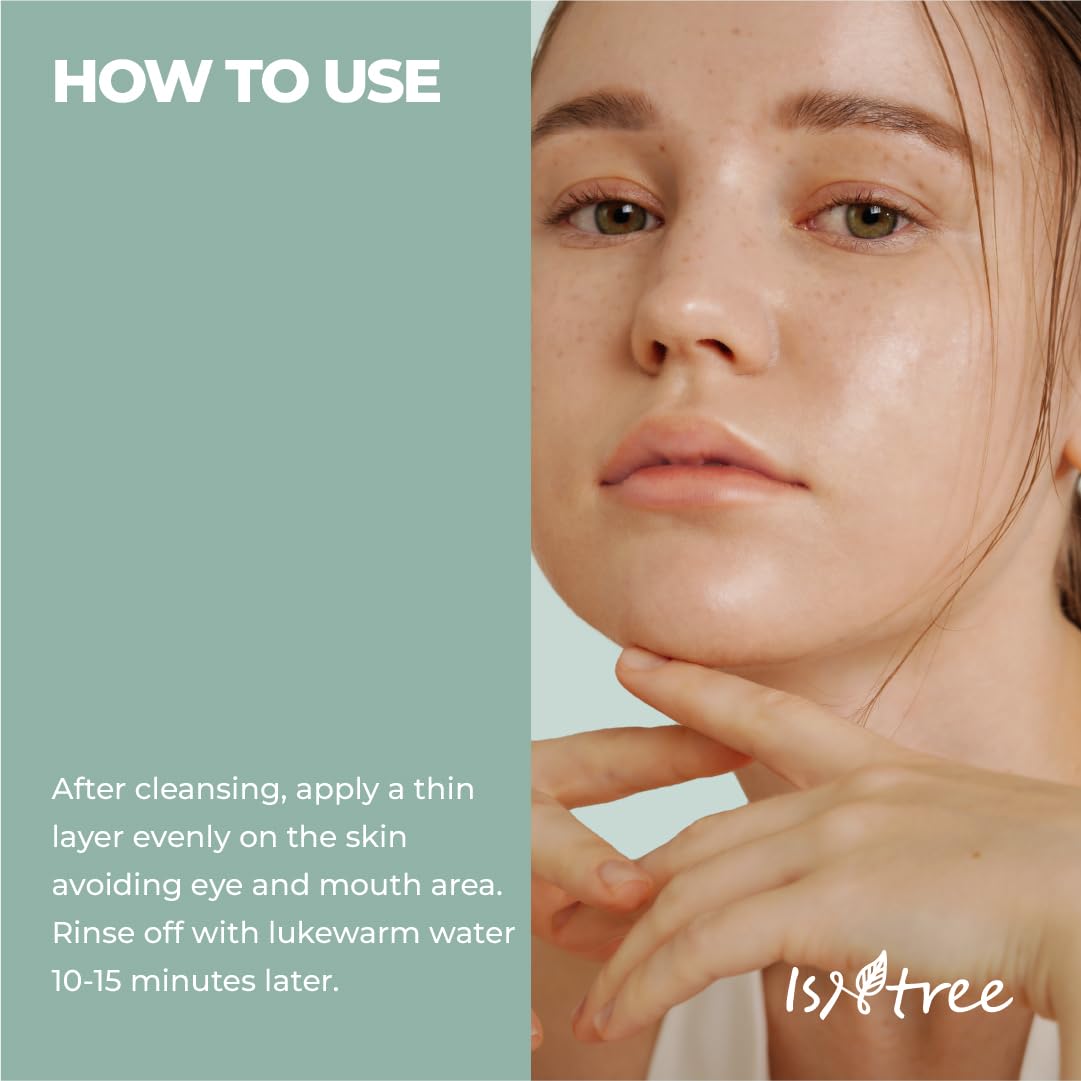 HOW TO USE
After cleansing, apply a thin
layer evenly on the skin
avoiding eye and mouth area.
Rinse off with lukewarm water
10-15 minutes later.
IsNtree